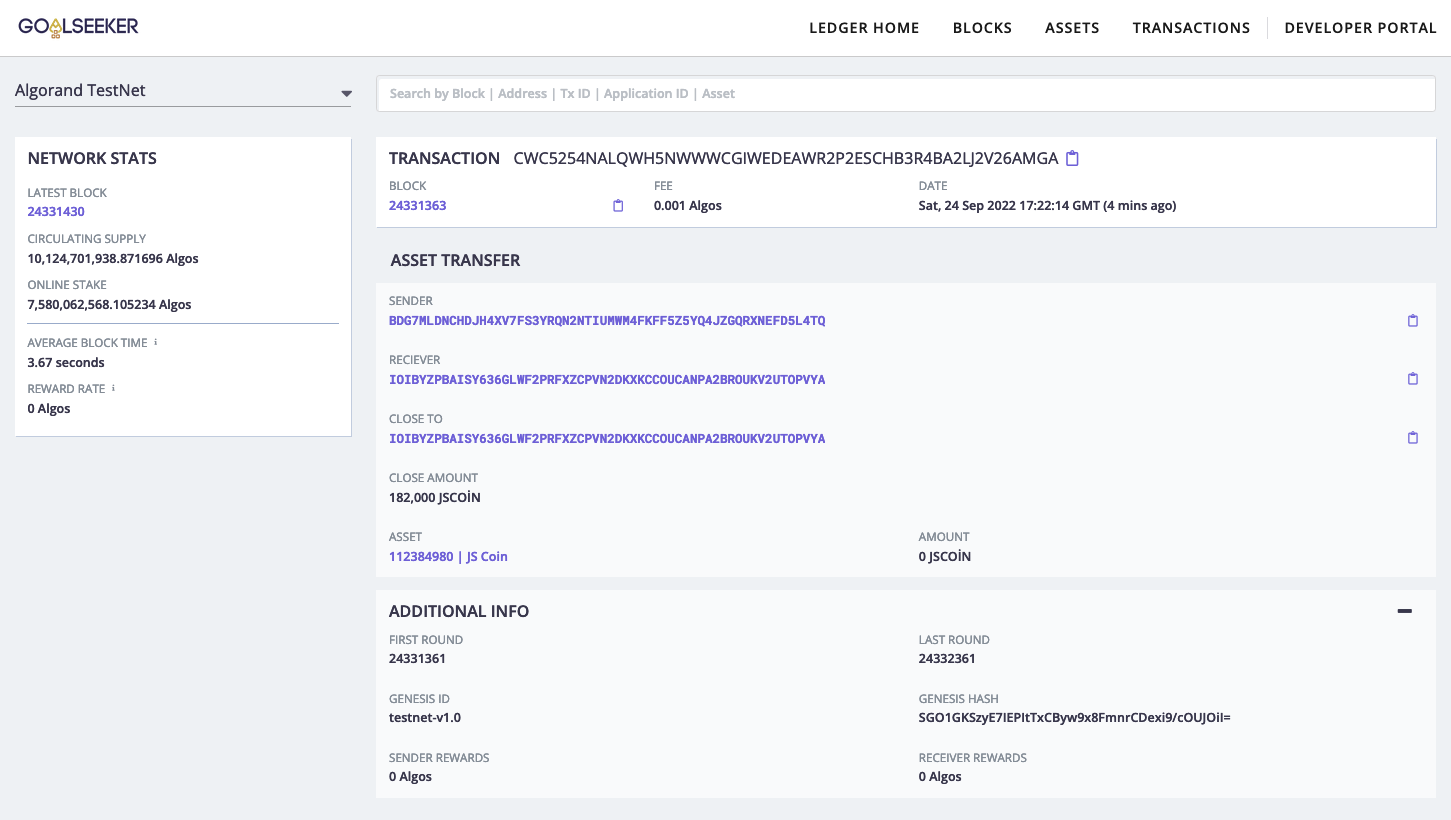 GOALSEEKER
LEDGER HOME BLOCKS ASSETS TRANSACTIONS DEVELOPER PORTAL
Algorand TestNet
Search by Block | Address | Tx ID | Application ID | Asset
NETWORK STATS
LATEST BLOCK
24331430
CIRCULATING SUPPLY
10,124,701,938.871696 Algos
ONLINE STAKE
7,580,062,568.105234 Algos
AVERAGE BLOCK TIME i
3.67 seconds
REWARD RATE i
0 Algos
TRANSACTION CWC5254NALQWH5NWWWCGIWEDEAWR2P2ESCHB3R4BA2LJ2V26AMGA
BLOCK FEE DATE
24331363 0.001 Algos Sat, 24 Sep 2022 17:22:14 GMT (4 mins ago)
ASSET TRANSFER
SENDER
BDG7MLDNCHDJH4XV7FS3YRQN2NTIUMWM4FKFF5Z5YQ4JZGQRXNEFD5L4TQ
RECIEVER
IOIBYZPBAISY636GLWF2PRFXZCPVN2DKXKCCOUCANPA2BROUKV2UTOPVYA
CLOSE TO
IOIBYZPBAISY636GLWF2PRFXZCPVN2DKXKCCOUCANPA2BROUKV2UTOPVYA
CLOSE AMOUNT
182,000 JSCOİN
ASSET AMOUNT
112384980 | JS Coin 0 JSCOİN
ADDITIONAL INFO
FIRST ROUND LAST ROUND
24331361 24332361
GENESIS ID GENESIS HASH
testnet-v1.0 SGO1GKSzyE7IEPItTxCByw9x8FmnrCDexi9/cOUJOiI=
SENDER REWARDS RECEIVER REWARDS
0 Algos 0 Algos